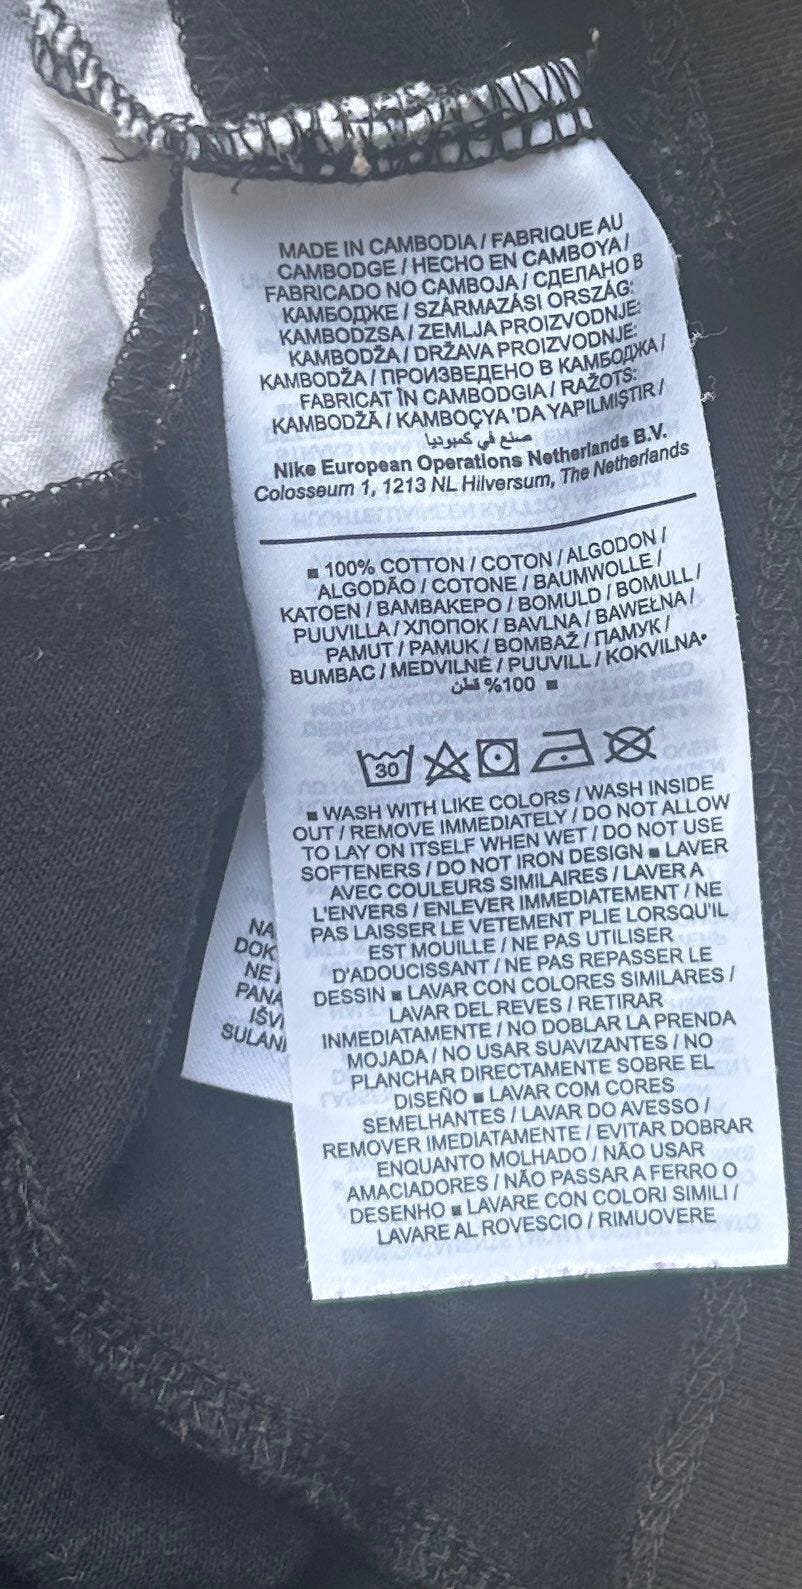 MADE IN CAMBODIA / FABRIQUE AU
CAMBODGE / HECHO EN CAMBOYA /
FABRICADO NO CAMBOJA / СДЕЛАНО В
КАМБОДЖЕ / SZÁRMAZÁSI ORSZÁG:
KAMBODZSA / ZEMLJA PROIZVODNJE:
KAMBODŽA / DRŽAVA PROIZVODNJE:
KAMBODŽA / ПРОИЗВЕДЕНО В КАМБОДЖА /
FABRICAT ÎN CAMBODGIA / RAŽOTS:
KAMBODŽĀ / KAMBOÇYA 'DA YAPILMIŞTIR /
صنع في كمبوديا
Nike European Operations Netherlands B.V.
Colosseum 1, 1213 NL Hilversum, The Netherlands
■ 100% COTTON / COTON / ALGODON /
ALGODÃO / COTONE / BAUMWOLLE /
KATOEN / ΒΑΜΒΑΚΕΡΟ / BOMULD / BOMULL /
PUUVILLA / ХЛОПОК / BAVLNA / BAWEŁNA /
PAMUT / PAMUK / BOMBAŽ / ПАМУК /
BUMBAC / MEDVILNĖ / PUUVILL / KOKVILNA•
100% قطن ■
30
■ WASH WITH LIKE COLORS / WASH INSIDE
OUT / REMOVE IMMEDIATELY / DO NOT ALLOW
TO LAY ON ITSELF WHEN WET / DO NOT USE
SOFTENERS / DO NOT IRON DESIGN ■ LAVER
AVEC COULEURS SIMILAIRES / LAVER A
L'ENVERS / ENLEVER IMMEDIATEMENT / NE
PAS LAISSER LE VETEMENT PLIE LORSQU'IL
EST MOUILLE / NE PAS UTILISER
D'ADOUCISSANT / NE PAS REPASSER LE
DESSIN ■ LAVAR CON COLORES SIMILARES /
LAVAR DEL REVES / RETIRAR
INMEDIATAMENTE / NO DOBLAR LA PRENDA
MOJADA / NO USAR SUAVIZANTES / NO
PLANCHAR DIRECTAMENTE SOBRE EL
DISEÑO ■ LAVAR COM CORES
SEMELHANTES / LAVAR DO AVESSO /
REMOVER IMEDIATAMENTE / EVITAR DOBRAR
ENQUANTO MOLHADO / NÃO USAR
AMACIADORES / NÃO PASSAR A FERRO O
DESENHO ■ LAVARE CON COLORI SIMILI /
LAVARE AL ROVESCIO / RIMUOVERE
NA
DOK
NE
PANA
IŠV
SULAN